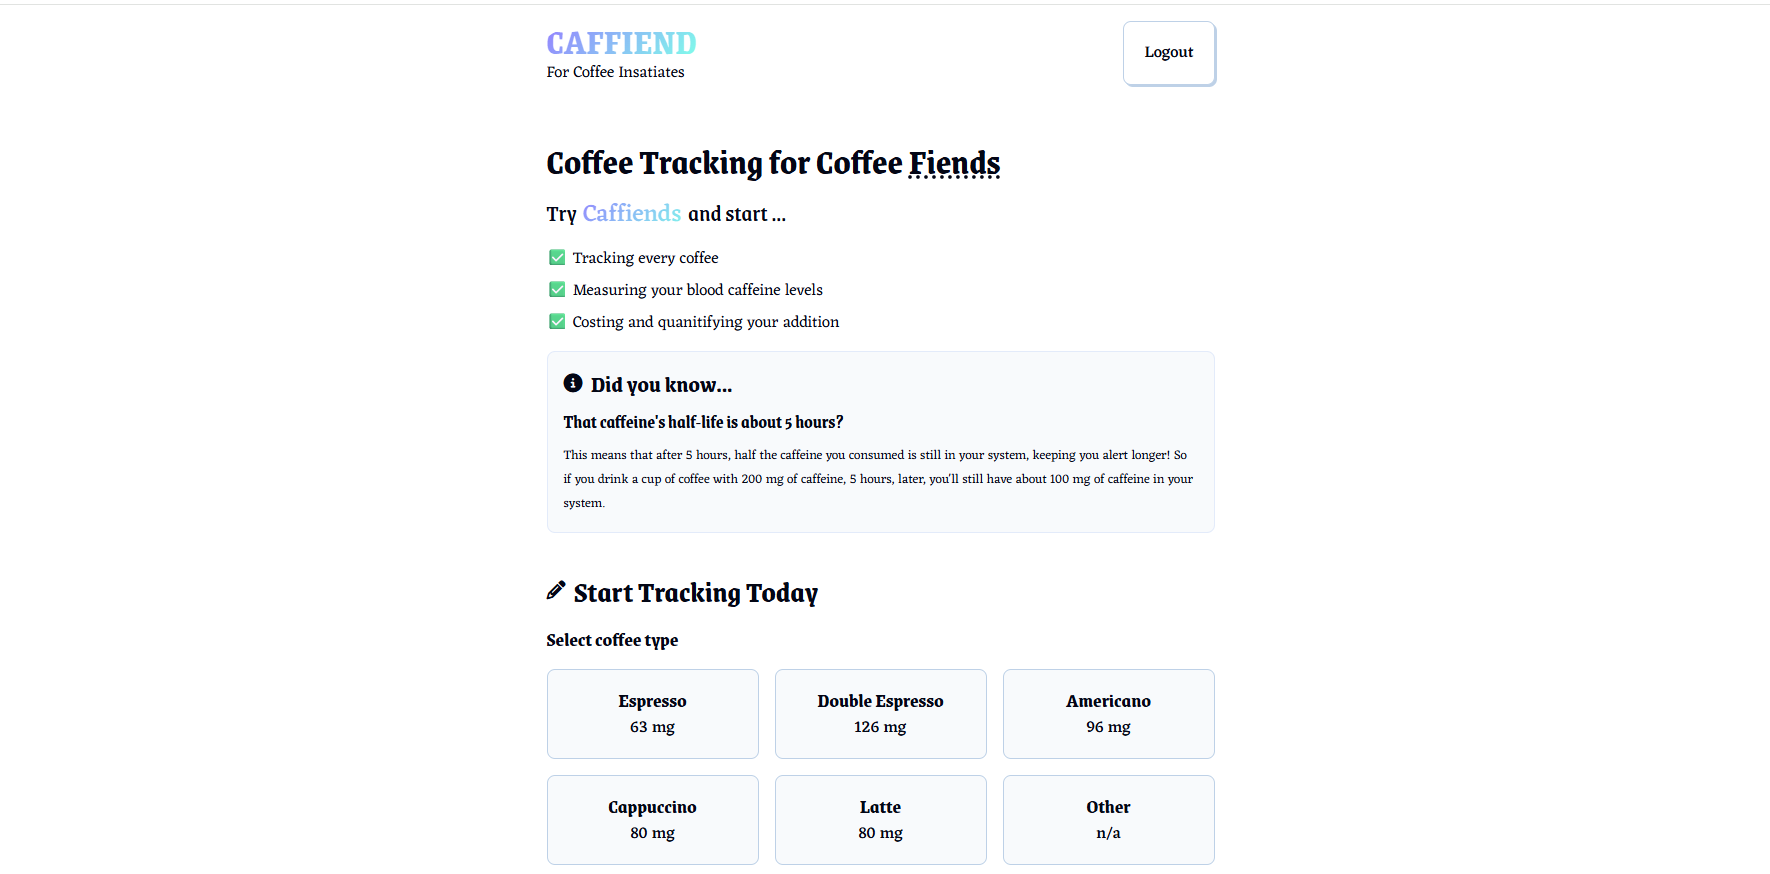 CAFFIEND
For Coffee Insatiates
Logout
Coffee Tracking for Coffee Fiends
Try Caffiends and start ...
✅ Tracking every coffee
✅ Measuring your blood caffeine levels
✅ Costing and quanitifying your addition
Did you know...
That caffeine's half-life is about 5 hours?
This means that after 5 hours, half the caffeine you consumed is still in your system, keeping you alert longer! So
if you drink a cup of coffee with 200 mg of caffeine, 5 hours, later, you'll still have about 100 mg of caffeine in your
system.
Start Tracking Today
Select coffee type
Espresso
63 mg
Double Espresso
126 mg
Americano
96 mg
Cappuccino
80 mg
Latte
80 mg
Other
n/a